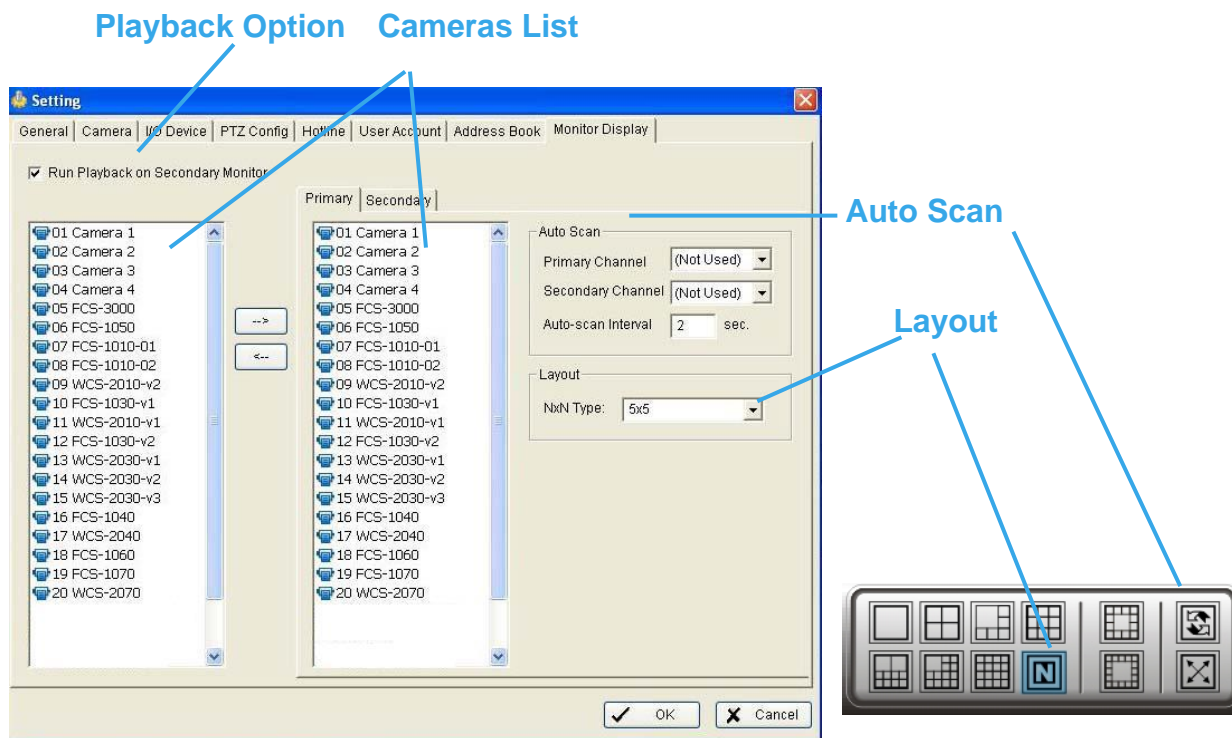 Playback Option Cameras List
Setting
General Camera I/O Device PTZ Config Hotline User Account Address Book Monitor Display
Run Playback on Secondary Monitor
Primary Secondary
01 Camera 1
02 Camera 2
03 Camera 3
04 Camera 4
05 FCS-3000
06 FCS-1050
07 FCS-1010-01
08 FCS-1010-02
09 WCS-2010-v2
10 FCS-1030-v1
11 WCS-2010-v1
12 FCS-1030-v2
13 WCS-2030-v1
14 WCS-2030-v2
15 WCS-2030-v3
16 FCS-1040
17 WCS-2040
18 FCS-1060
19 FCS-1070
20 WCS-2070
-->
<--
01 Camera 1
02 Camera 2
03 Camera 3
04 Camera 4
05 FCS-3000
06 FCS-1050
07 FCS-1010-01
08 FCS-1010-02
09 WCS-2010-v2
10 FCS-1030-v1
11 WCS-2010-v1
12 FCS-1030-v2
13 WCS-2030-v1
14 WCS-2030-v2
15 WCS-2030-v3
16 FCS-1040
17 WCS-2040
18 FCS-1060
19 FCS-1070
20 WCS-2070
Auto Scan
Primary Channel (Not Used)
Secondary Channel (Not Used)
Auto-scan Interval 2 sec.
Layout
NxN Type: 5x5
Auto Scan
Layout
N
OK Cancel